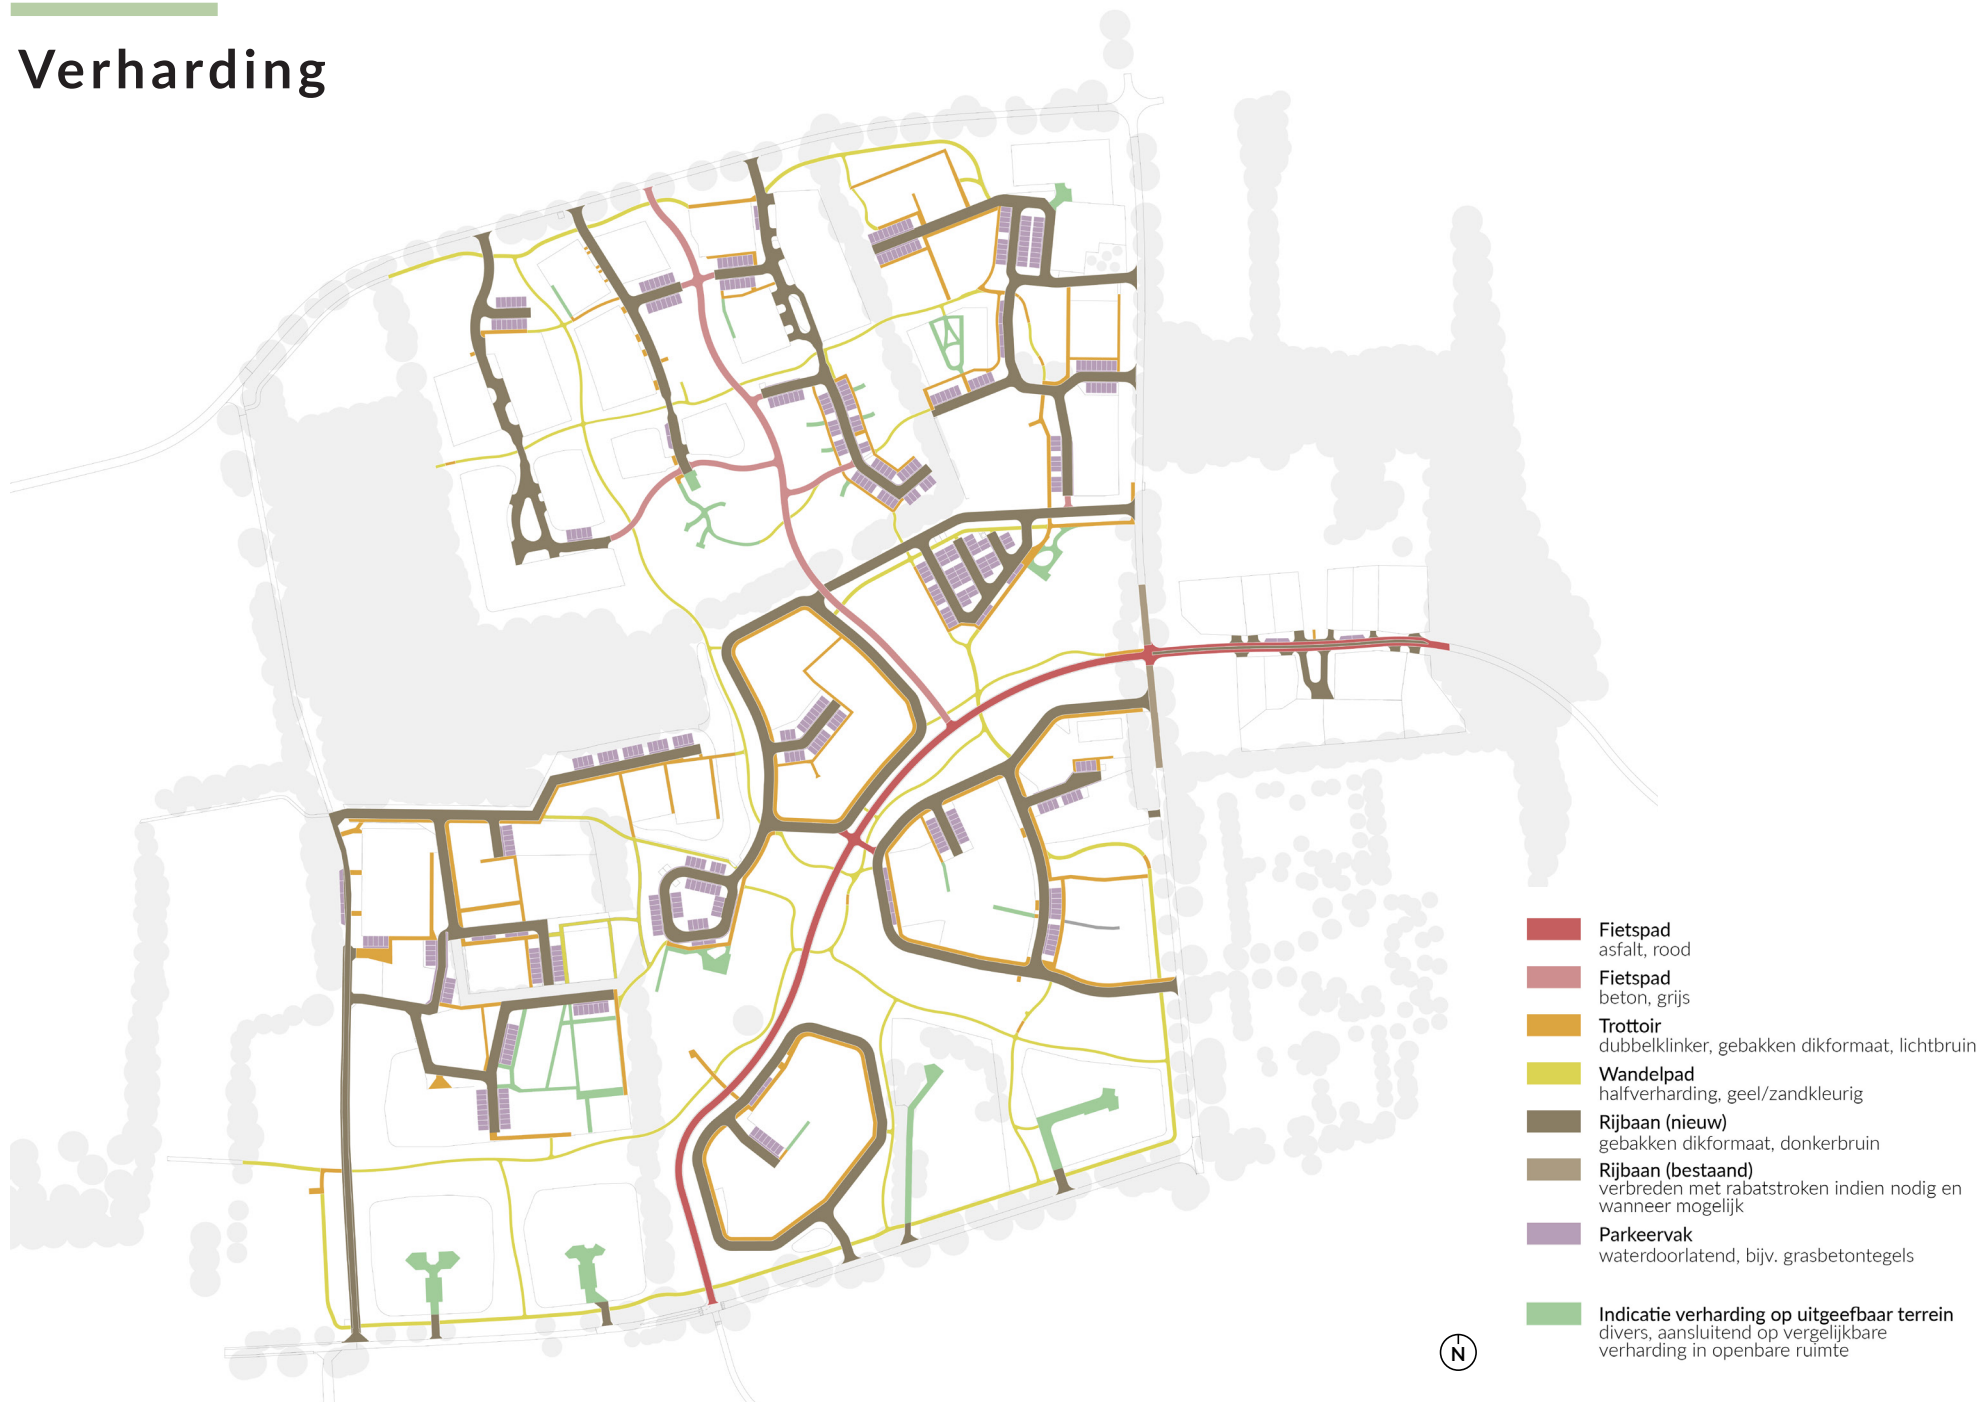 Verharding
Fietspad
asfalt, rood
Fietspad
beton, grijs
Trottoir
dubbelklinker, gebakken dikformaat, lichtbruin
Wandelpad
halfverharding, geel/zandkleurig
Rijbaan (nieuw)
gebakken dikformaat, donkerbruin
Rijbaan (bestaand)
verbreden met rabatstroken indien nodig en
wanneer mogelijk
Parkeervak
waterdoorlatend, bijv. grasbetontegels
Indicatie verharding op uitgeefbaar terrein
divers, aansluitend op vergelijkbare
verharding in openbare ruimte
N